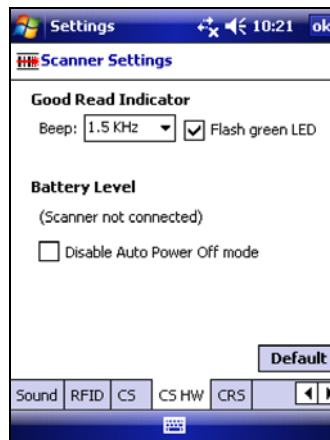 Settings 10:21 ok
Scanner Settings
Good Read Indicator
Beep: 1.5 KHz Flash green LED
Battery Level
(Scanner not connected)
Disable Auto Power Off mode
Default
Sound RFID CS CS HW CRS